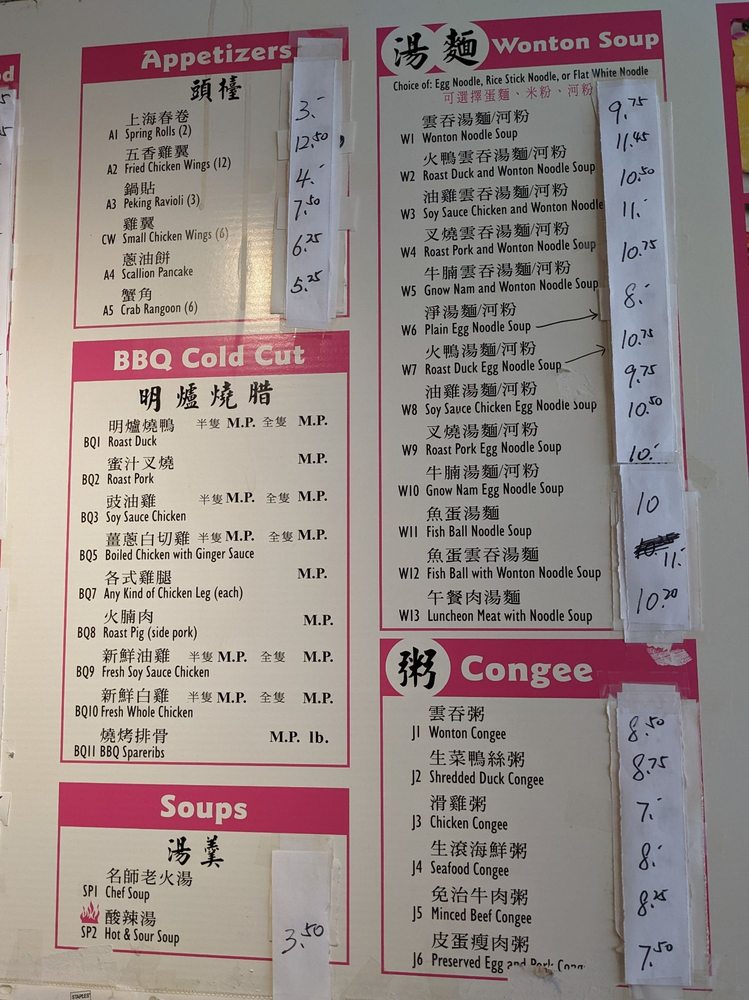 Appetizers
頭檯
上海春卷
A1 Spring Rolls (2) 3.-
五香雞翼
A2 Fried Chicken Wings (12) 12.50
鍋貼
A3 Peking Ravioli (3) 4.-
雞翼
CW Small Chicken Wings (6) 7.50
蔥油餅
A4 Scallion Pancake 6.25
蟹角
A5 Crab Rangoon (6) 5.25
BBQ Cold Cut
明爐燒腊
明爐燒鴨 半隻 M.P. 全隻 M.P.
BQ1 Roast Duck
蜜汁叉燒 M.P.
BQ2 Roast Pork
豉油雞 半隻 M.P. 全隻 M.P.
BQ3 Soy Sauce Chicken
薑蔥白切雞 半隻 M.P. 全隻 M.P.
BQ5 Boiled Chicken with Ginger Sauce
各式雞腿 M.P.
BQ7 Any Kind of Chicken Leg (each)
火腩肉 M.P.
BQ8 Roast Pig (side pork)
新鮮油雞 半隻 M.P. 全隻 M.P.
BQ9 Fresh Soy Sauce Chicken
新鮮白雞 半隻 M.P. 全隻 M.P.
BQ10 Fresh Whole Chicken
燒烤排骨 M.P. lb.
BQ11 BBQ Spareribs
Soups
湯羹
名師老火湯
SP1 Chef Soup
酸辣湯
SP2 Hot & Sour Soup 3.50
STAPLES
湯麵 Wonton Soup
Choice of: Egg Noodle, Rice Stick Noodle, or Flat White Noodle
可選擇蛋麵、米粉、河粉
雲吞湯麵/河粉 9.75
W1 Wonton Noodle Soup
火鴨雲吞湯麵/河粉 11.45
W2 Roast Duck and Wonton Noodle Soup
油雞雲吞湯麵/河粉 10.50
W3 Soy Sauce Chicken and Wonton Noodle
叉燒雲吞湯麵/河粉 11.-
W4 Roast Pork and Wonton Noodle Soup
牛腩雲吞湯麵/河粉 10.75
W5 Gnow Nam and Wonton Noodle Soup
淨湯麵/河粉 8.-
W6 Plain Egg Noodle Soup
火鴨湯麵/河粉 10.75
W7 Roast Duck Egg Noodle Soup
油雞湯麵/河粉 9.75
W8 Soy Sauce Chicken Egg Noodle Soup
叉燒湯麵/河粉 10.50
W9 Roast Pork Egg Noodle Soup
牛腩湯麵/河粉 10.-
W10 Gnow Nam Egg Noodle Soup
魚蛋湯麵 10
W11 Fish Ball Noodle Soup
魚蛋雲吞湯麵 11.-
W12 Fish Ball with Wonton Noodle Soup
午餐肉湯麵 10.20
W13 Luncheon Meat with Noodle Soup
粥 Congee
雲吞粥
J1 Wonton Congee 8.50
生菜鴨絲粥
J2 Shredded Duck Congee 8.75
滑雞粥
J3 Chicken Congee 7.-
生滾海鮮粥
J4 Seafood Congee 8.-
免治牛肉粥
J5 Minced Beef Congee 8.25
皮蛋瘦肉粥
J6 Preserved Egg and Pork Cong 7.50